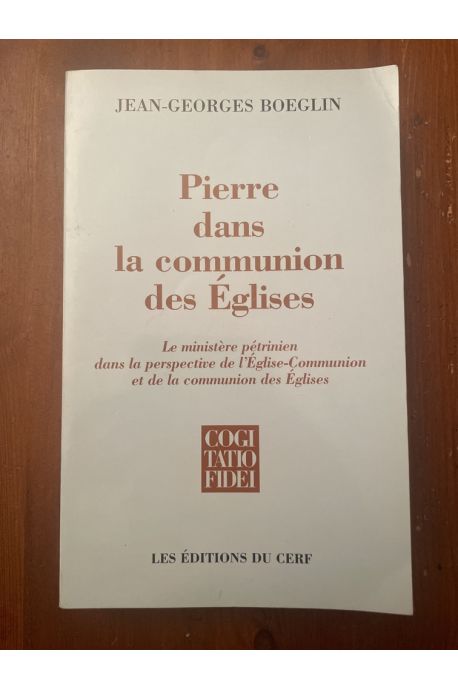 JEAN-GEORGES BOEGLIN
Pierre
dans
la communion
des Églises
Le ministère pétrinien
dans la perspective de l'Église-Communion
et de la communion des Églises
COGI
TATIO
FIDEI
LES ÉDITIONS DU CERF